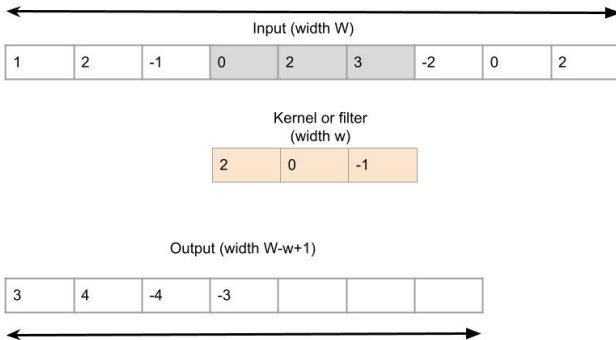 Input (width W)
1 2 -1 0 2 3 -2 0 2
Kernel or filter
(width w)
2 0 -1
Output (width W-w+1)
3 4 -4 -3